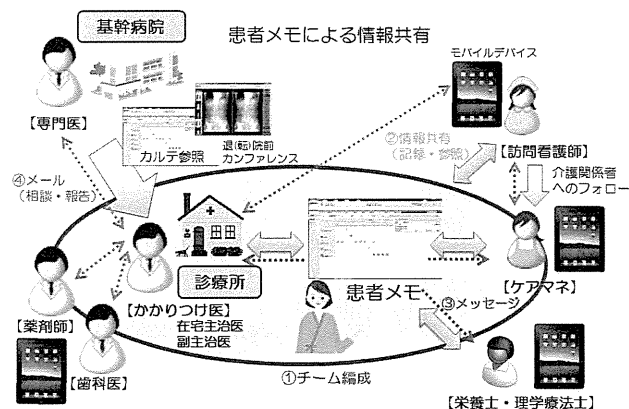 基幹病院
患者メモによる情報共有
モバイルデバイス
【専門医】
カルテ参照
退(転)院前
カンファレンス
②情報共有
(記録・参照)
【訪問看護師】
④メール
(相談・報告)
介護関係者
へのフォロー
診療所
【ケアマネ】
患者メモ
③メッセージ
【薬剤師】
【かかりつけ医】
在宅主治医
副主治医
【歯科医】
①チーム編成
【栄養士・理学療法士】